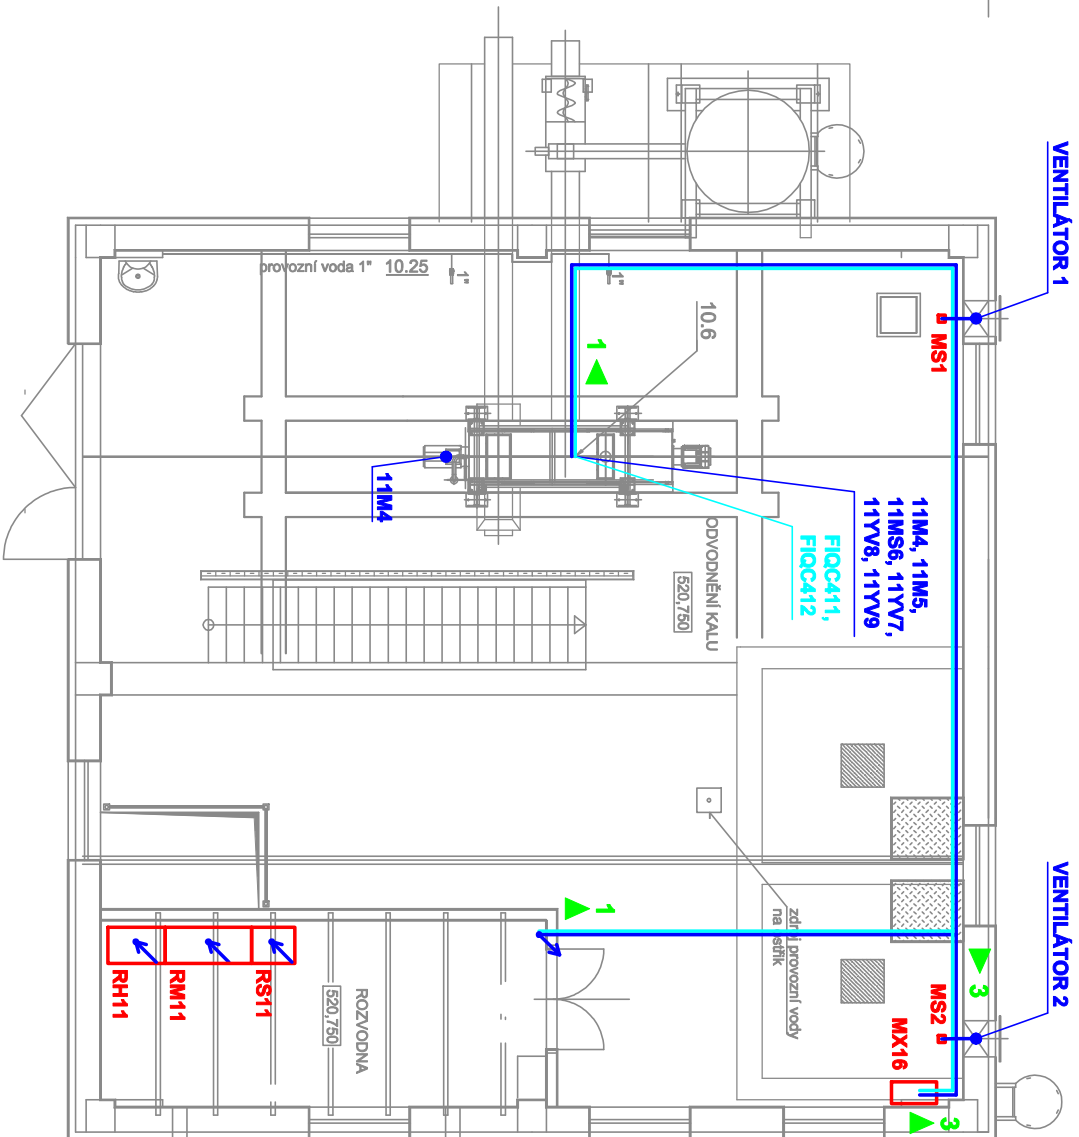 VENTILÁTOR 1
provozní voda 1" 10.25
1"
1"
10.6
MS1
1
11M4
11M4, 11M5,
11MS6, 11YV7,
11YV8, 11YV9
FIQC411,
FIQC412
ODVODNĚNÍ KALU
520,750
VENTILÁTOR 2
zdroj provozní vody
na ostřik
1
3
MS2
MX16
RS11
RM11
RH11
ROZVODNA
520,750
3